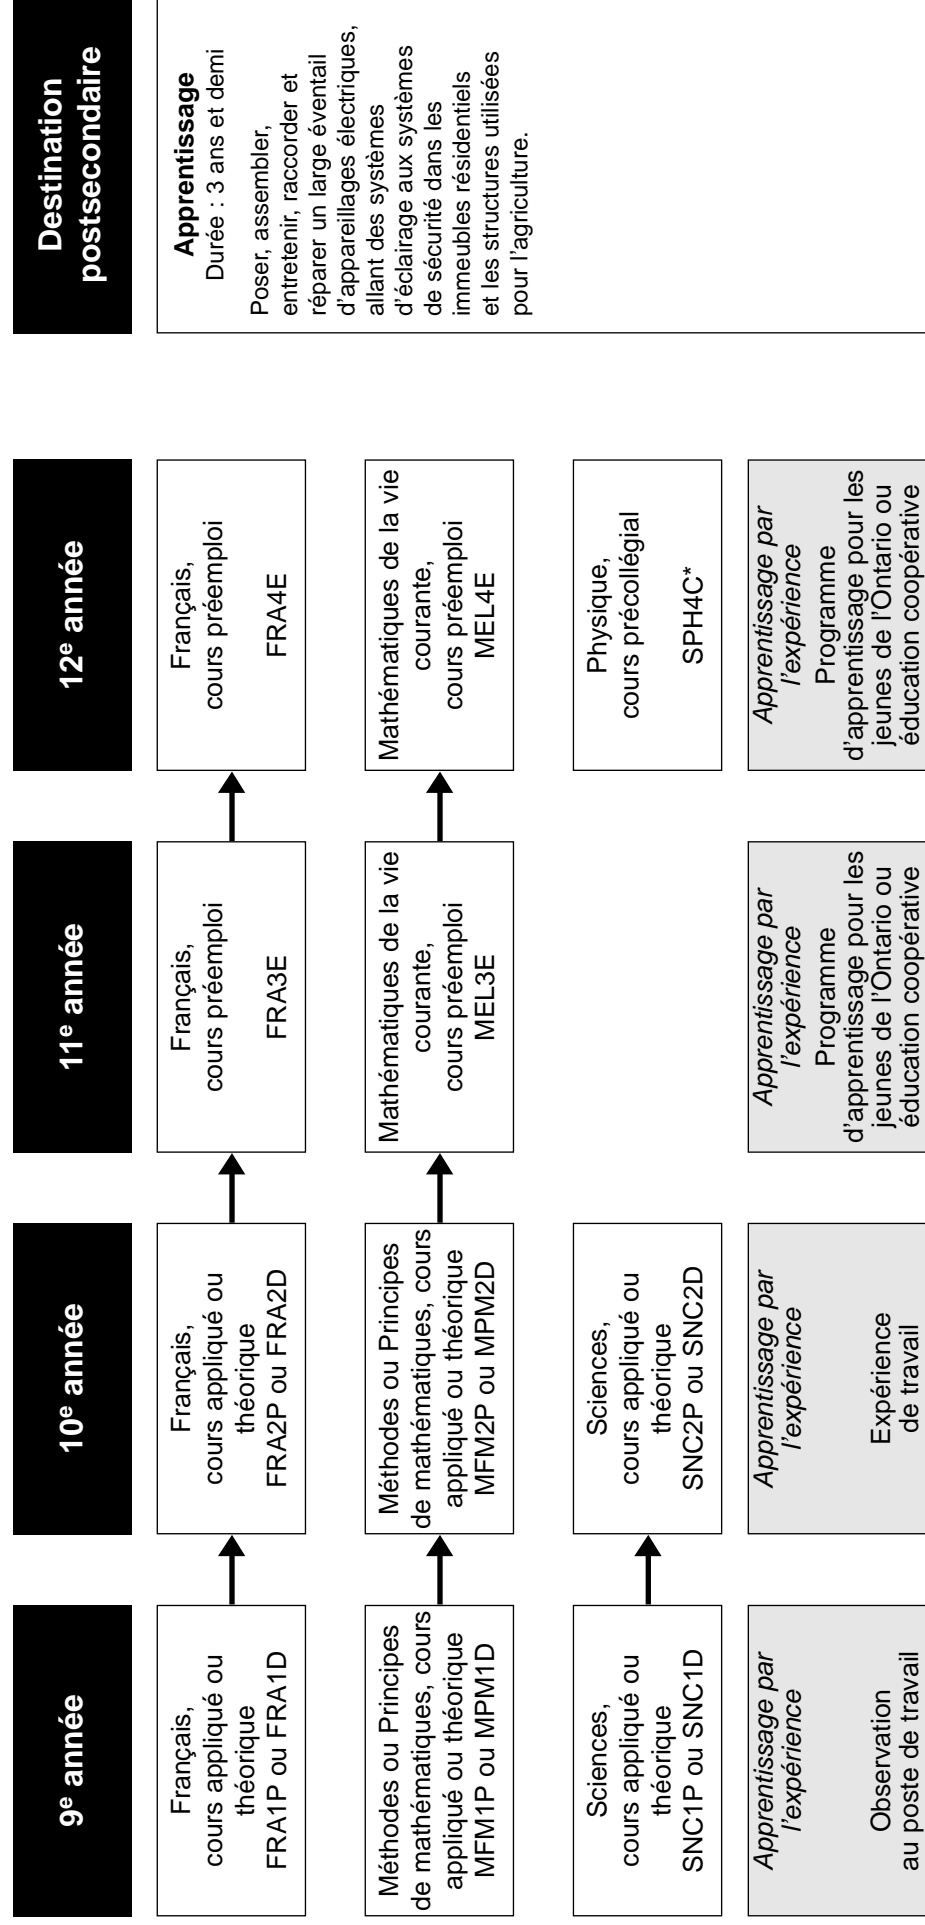 9e année
10e année
11e année
12e année
Destination
postsecondaire
Français,
cours appliqué ou
théorique
FRA1P ou FRA1D
Français,
cours appliqué ou
théorique
FRA2P ou FRA2D
Français,
cours préemploi
FRA3E
Français,
cours préemploi
FRA4E
Apprentissage
Durée : 3 ans et demi
Poser, assembler,
entretenir, raccorder et
réparer un large éventail
d'appareillages électriques,
allant des systèmes
d'éclairage aux systèmes
de sécurité dans les
immeubles résidentiels
et les structures utilisées
pour l'agriculture.
Méthodes ou Principes
de mathématiques, cours
appliqué ou théorique
MFM1P ou MPM1D
Méthodes ou Principes
de mathématiques, cours
appliqué ou théorique
MFM2P ou MPM2D
Mathématiques de la vie
courante,
cours préemploi
MEL3E
Mathématiques de la vie
courante,
cours préemploi
MEL4E
Sciences,
cours appliqué ou
théorique
SNC1P ou SNC1D
Sciences,
cours appliqué ou
théorique
SNC2P ou SNC2D
Physique,
cours précollégial
SPH4C*
Apprentissage par
l'expérience
Observation
au poste de travail
Apprentissage par
l'expérience
Expérience
de travail
Apprentissage par
l'expérience
Programme
d'apprentissage pour les
jeunes de l'Ontario ou
éducation coopérative
Apprentissage par
l'expérience
Programme
d'apprentissage pour les
jeunes de l'Ontario ou
éducation coopérative